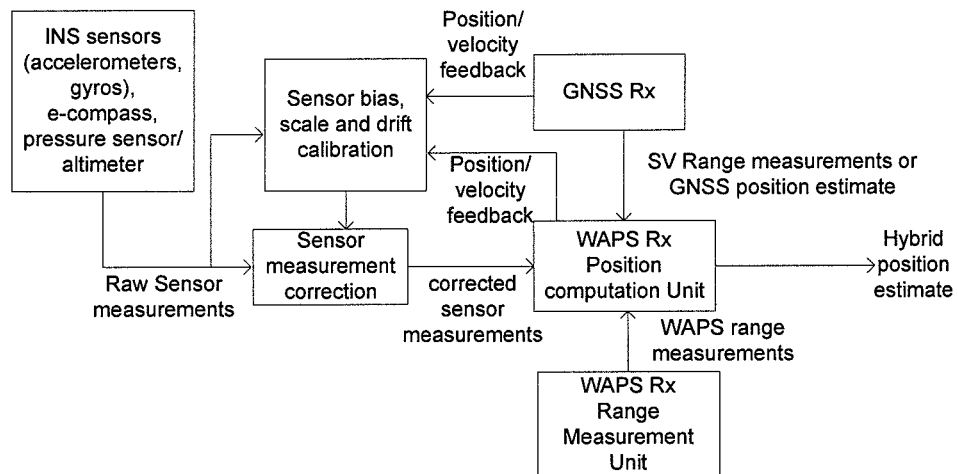 INS sensors
(accelerometers,
gyros),
e-compass,
pressure sensor/
altimeter
Position/
velocity
feedback
Sensor bias,
scale and drift
calibration
GNSS Rx
Position/
velocity
feedback
SV Range measurements or
GNSS position estimate
Raw Sensor
measurements
Sensor
measurement
correction
corrected
sensor
measurements
WAPS Rx
Position
computation Unit
Hybrid
position
estimate
WAPS range
measurements
WAPS Rx
Range
Measurement
Unit